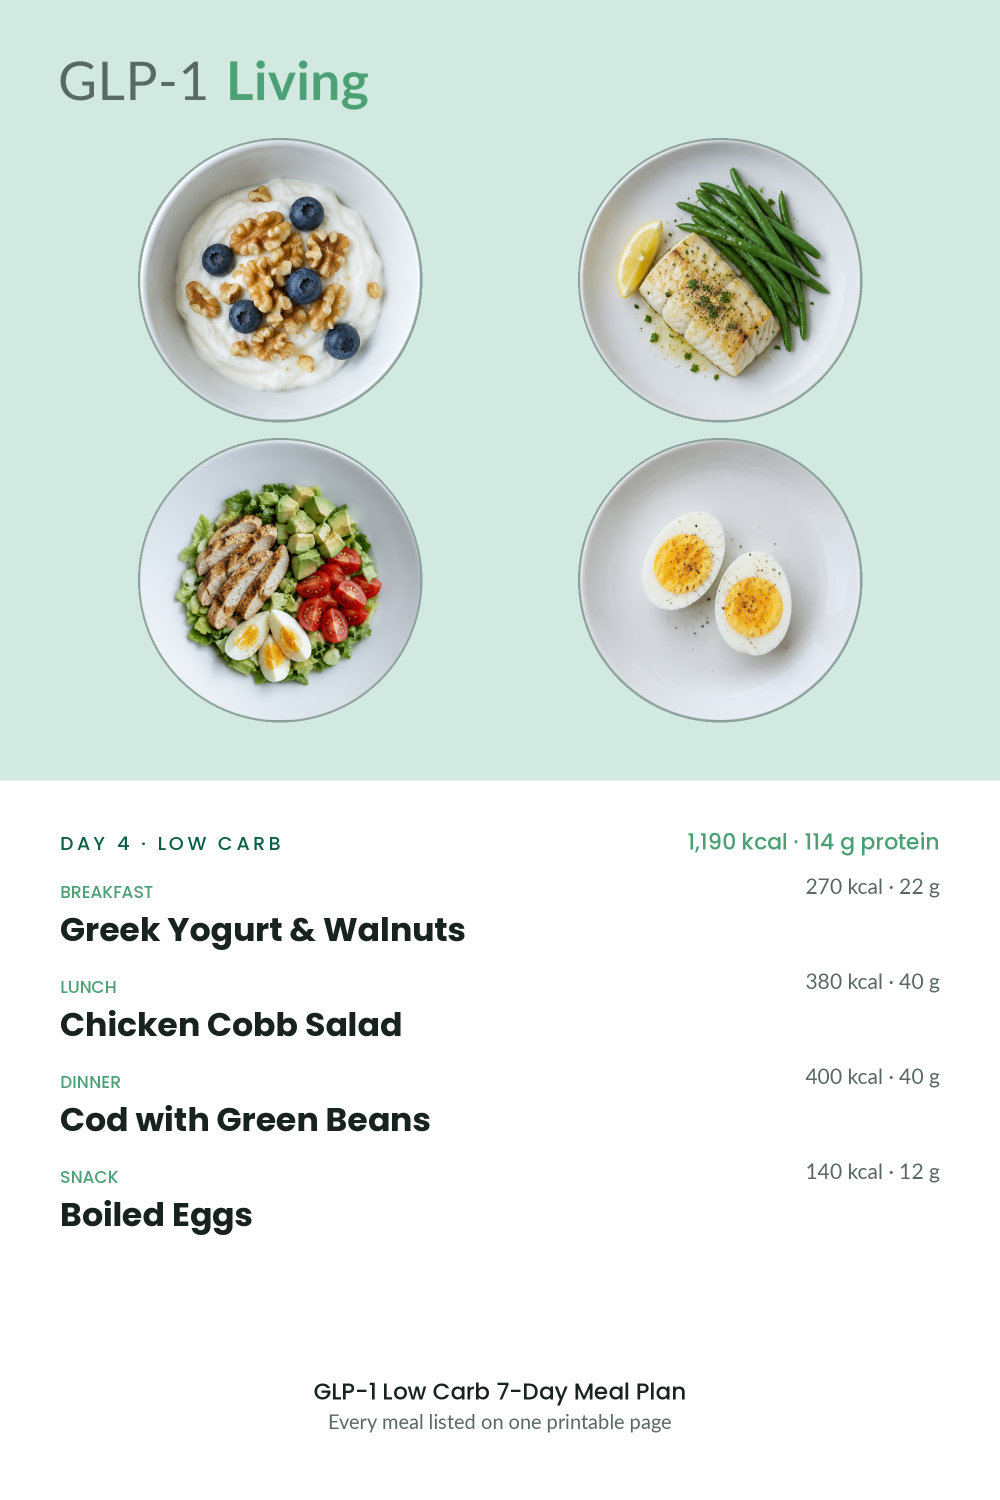 GLP-1 Living
DAY 4 · LOW CARB
1,190 kcal · 114 g protein
BREAKFAST
270 kcal · 22 g
Greek Yogurt & Walnuts
LUNCH
380 kcal · 40 g
Chicken Cobb Salad
DINNER
400 kcal · 40 g
Cod with Green Beans
SNACK
140 kcal · 12 g
Boiled Eggs
GLP-1 Low Carb 7-Day Meal Plan
Every meal listed on one printable page